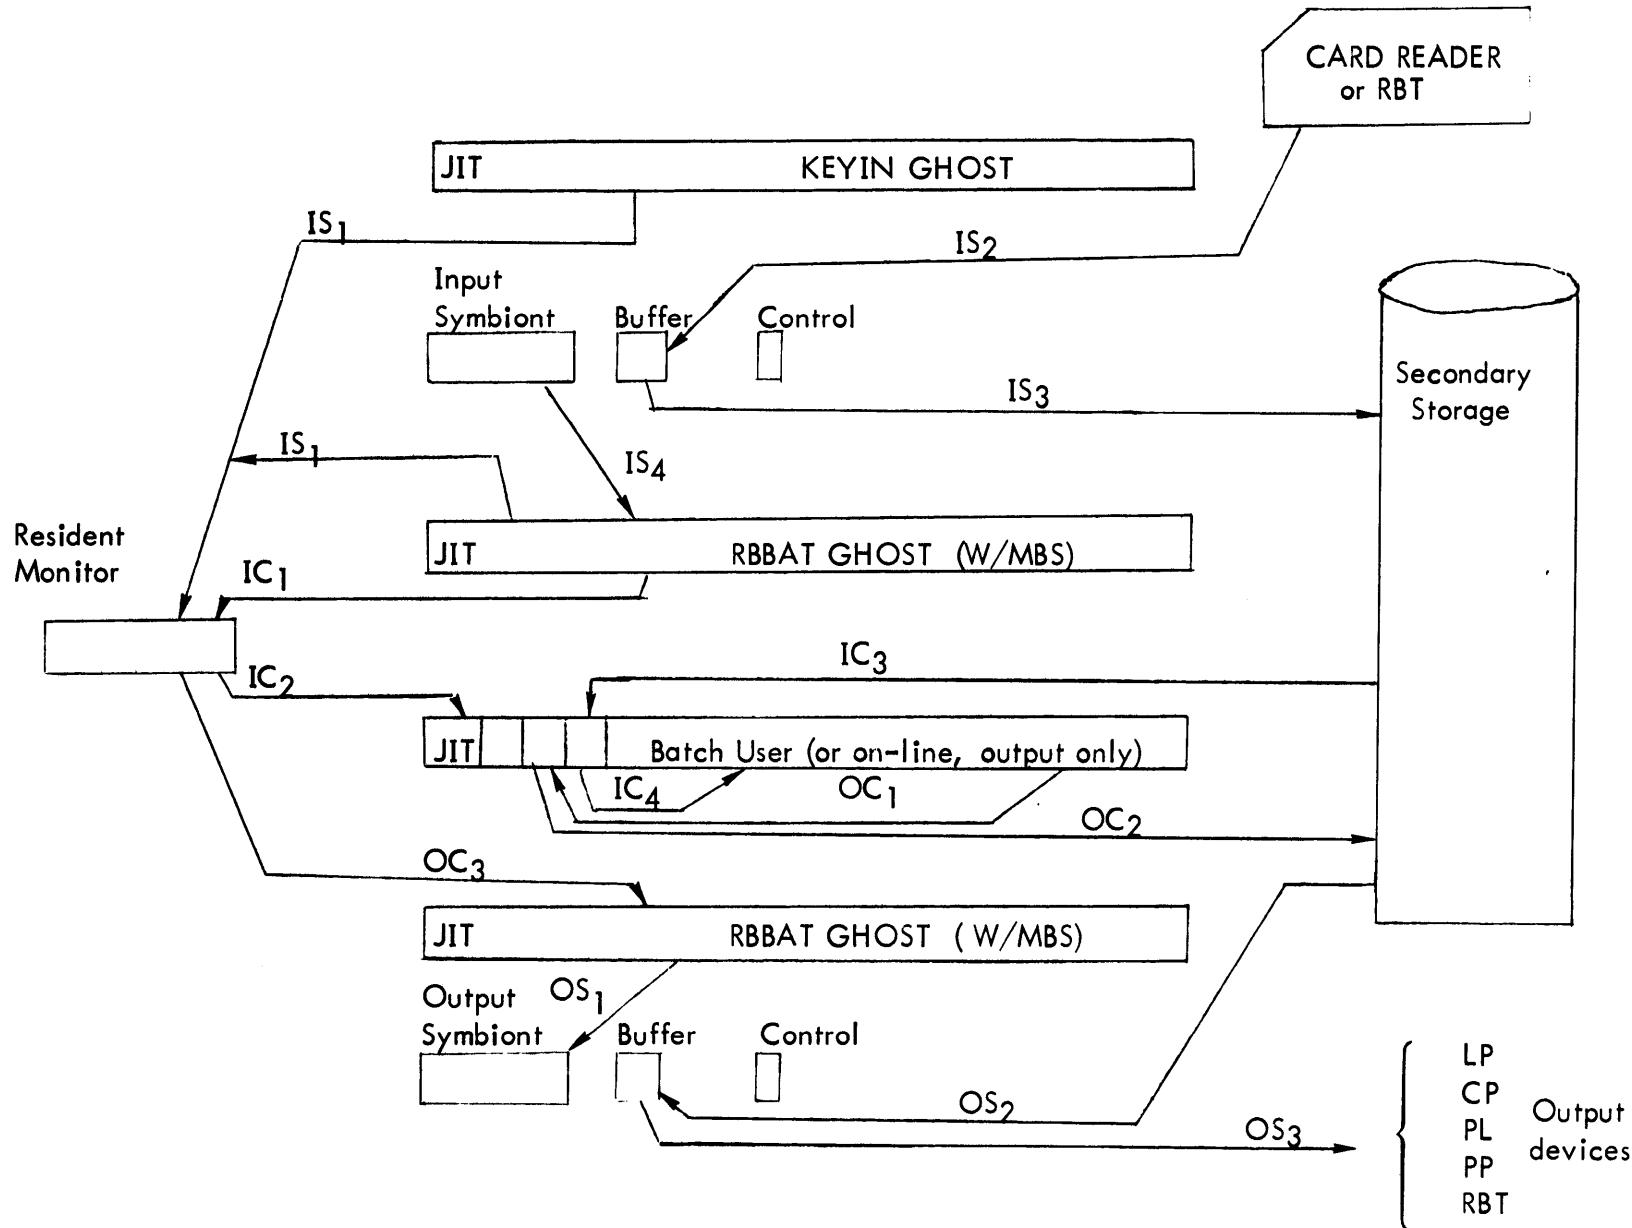 CARD READER
or RBT
JIT KEYIN GHOST
IS1
IS2
Input
Symbiont
Buffer
Control
IS3
Secondary
Storage
IS1
IS4
Resident
Monitor
JIT RBBAT GHOST (W/MBS)
IC1
IC2
IC3
JIT Batch User (or on-line, output only)
IC4
OC1
OC2
OC3
JIT RBBAT GHOST ( W/MBS)
OS1
Output
Symbiont
Buffer
Control
OS2
OS3
LP
CP
PL
PP
RBT
Output
devices